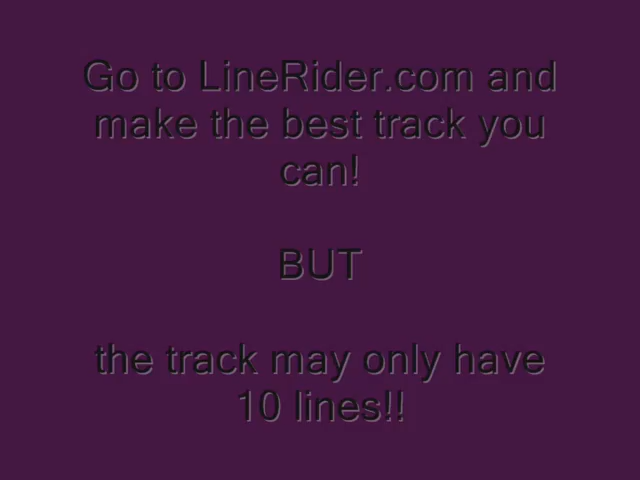 Go to LineRider.com and
make the best track you
can!
BUT
the track may only have
10 lines!!